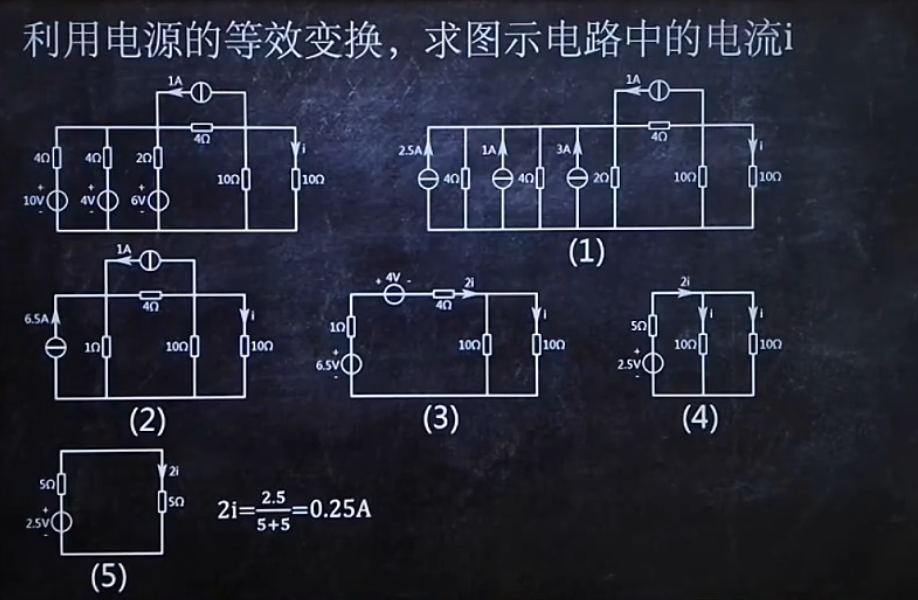 利用电源的等效变换，求图示电路中的电流i
1A
4Ω
4Ω 4Ω 2Ω
i
10Ω 10Ω
10V + - 4V + - 6V + -
1A
4Ω
2.5A 1A 3A
i
4Ω 4Ω 2Ω 10Ω 10Ω
(1)
1A
4Ω
6.5A
i
1Ω 10Ω 10Ω
(2)
+ 4V - 2i
4Ω
1Ω
i
10Ω 10Ω
6.5V + -
(3)
2i
5Ω
i i
10Ω 10Ω
2.5V + -
(4)
5Ω
2i
5Ω
2.5V + -
(5)
2i=2.5/5+5=0.25A